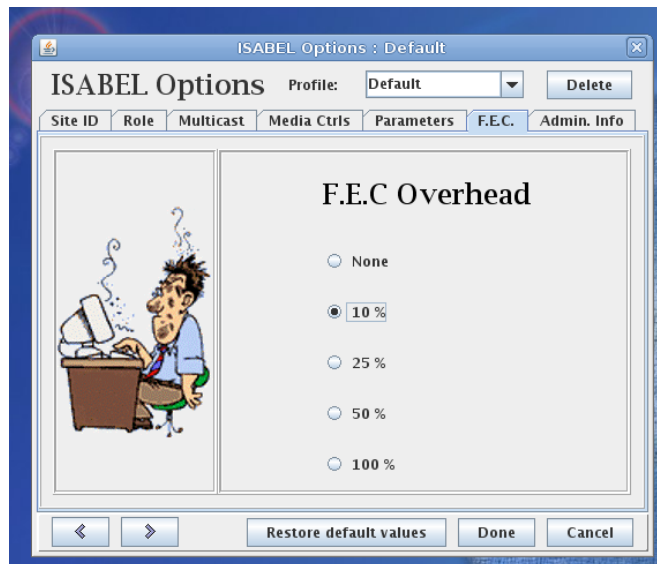 ISABEL Options : Default
ISABEL Options Profile: Default Delete
Site ID Role Multicast Media Ctrls Parameters F.E.C. Admin. Info
F.E.C Overhead
None
10 %
25 %
50 %
100 %
Restore default values Done Cancel